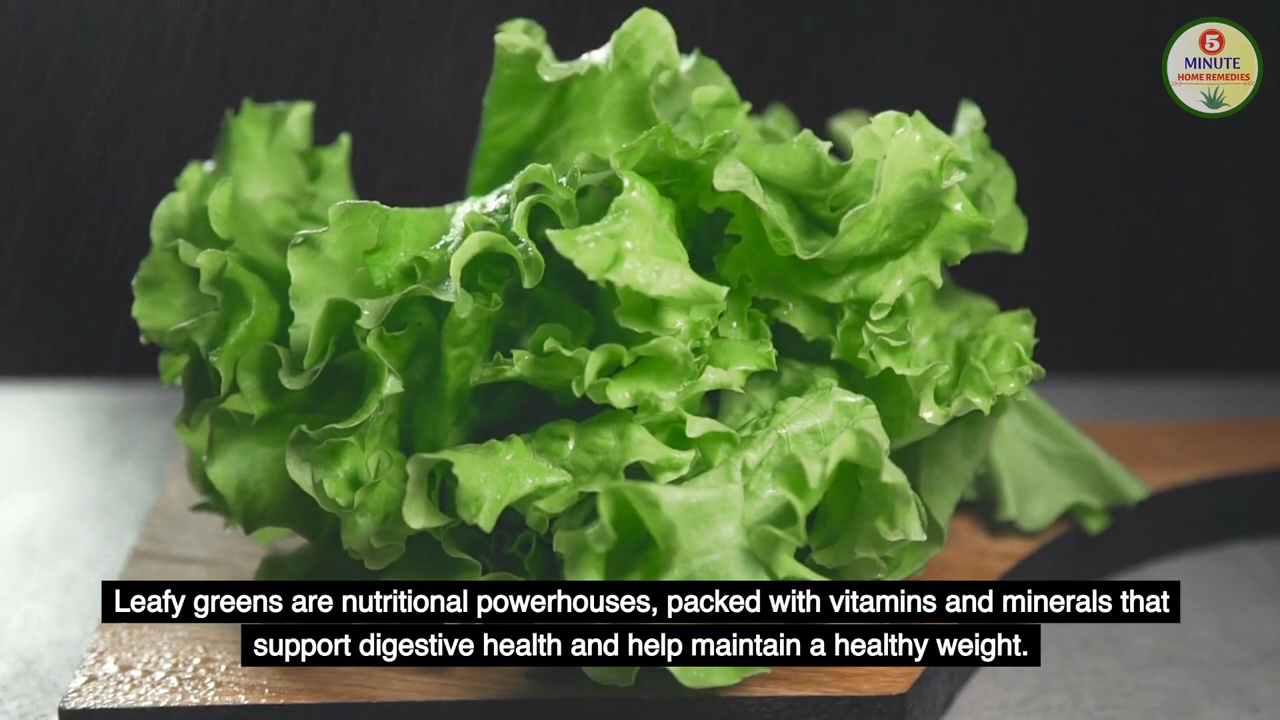 5
MINUTE
HOME REMEDIES
Leafy greens are nutritional powerhouses, packed with vitamins and minerals that
support digestive health and help maintain a healthy weight.